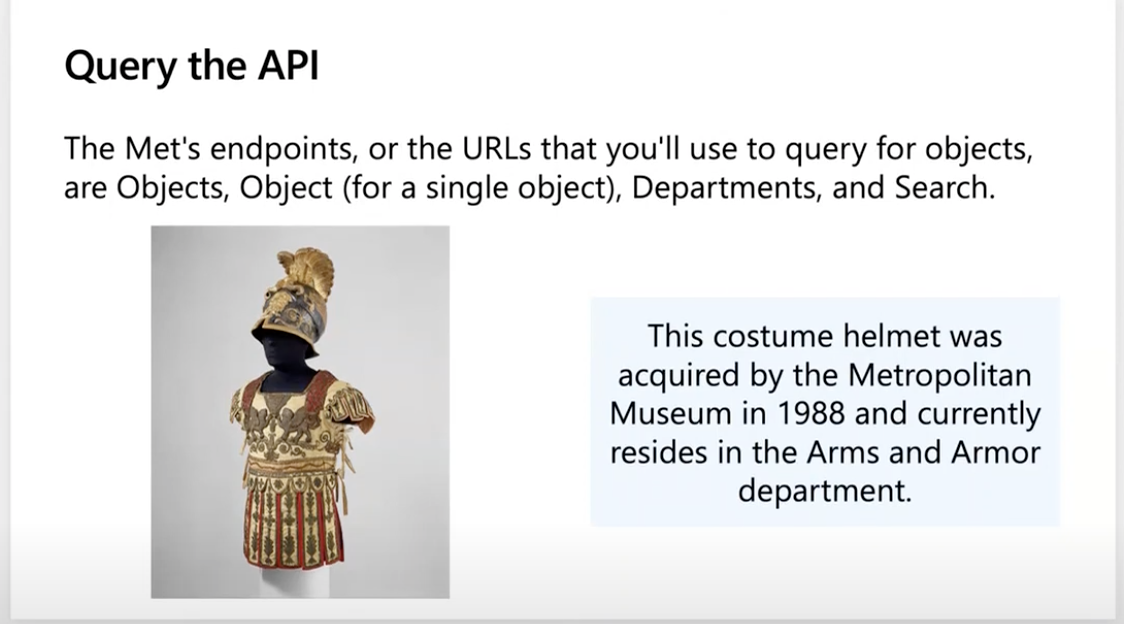 Query the API
The Met's endpoints, or the URLs that you'll use to query for objects,
are Objects, Object (for a single object), Departments, and Search.
This costume helmet was
acquired by the Metropolitan
Museum in 1988 and currently
resides in the Arms and Armor
department.